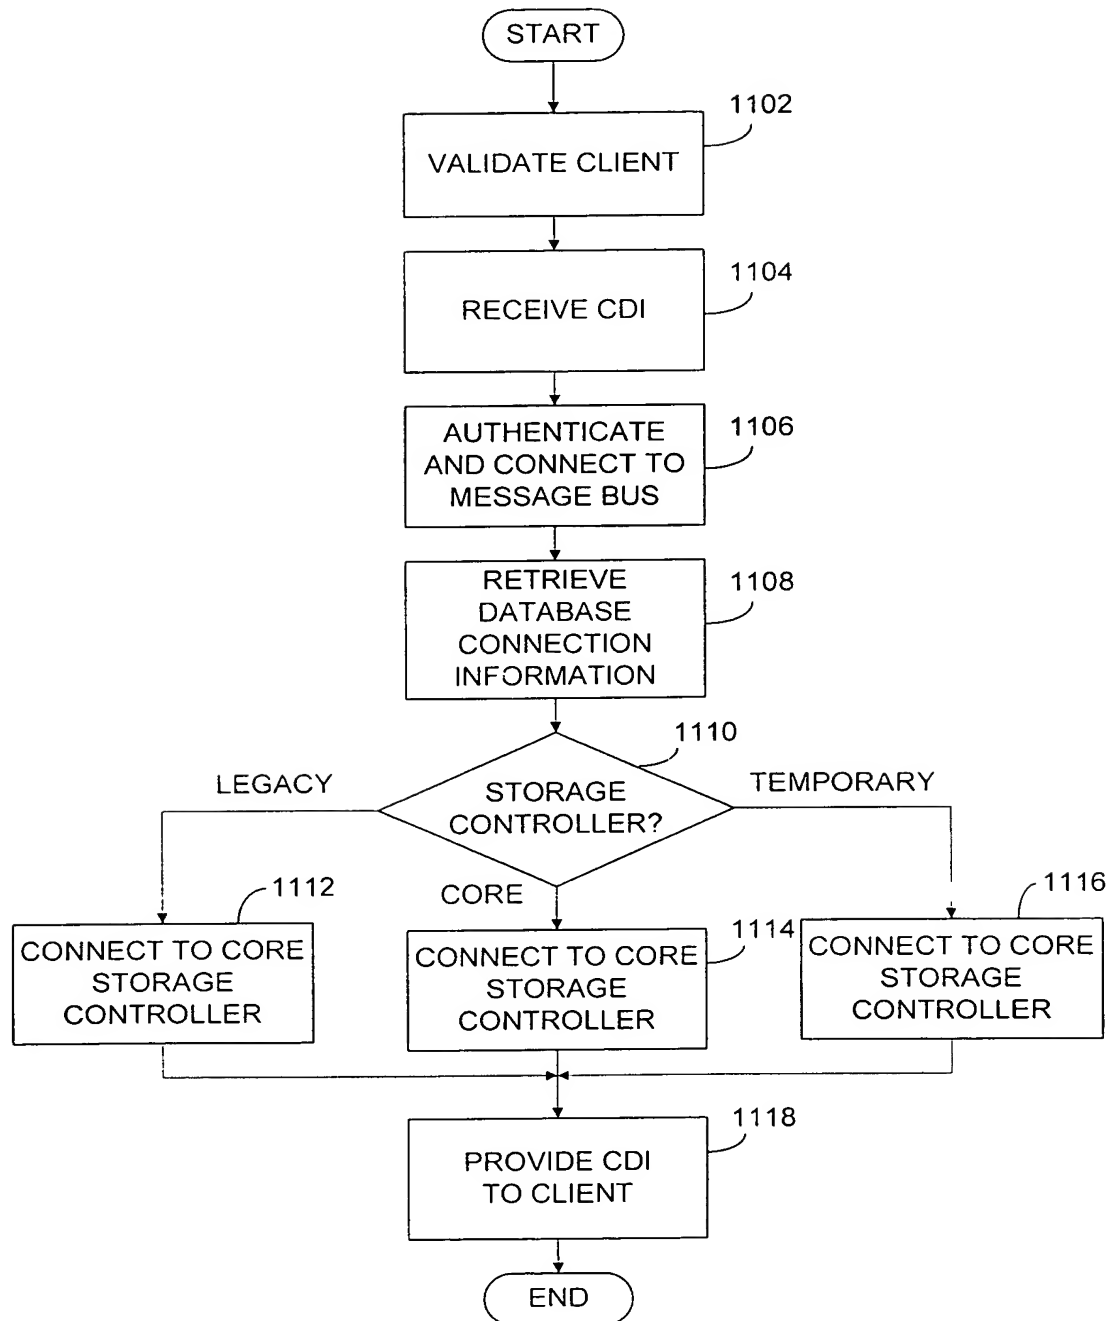 START
1102
VALIDATE CLIENT
1104
RECEIVE CDI
1106
AUTHENTICATE
AND CONNECT TO
MESSAGE BUS
1108
RETRIEVE
DATABASE
CONNECTION
INFORMATION
1110
LEGACY
STORAGE
CONTROLLER?
TEMPORARY
CORE
1112
CONNECT TO CORE
STORAGE
CONTROLLER
1114
CONNECT TO CORE
STORAGE
CONTROLLER
1116
CONNECT TO CORE
STORAGE
CONTROLLER
1118
PROVIDE CDI
TO CLIENT
END